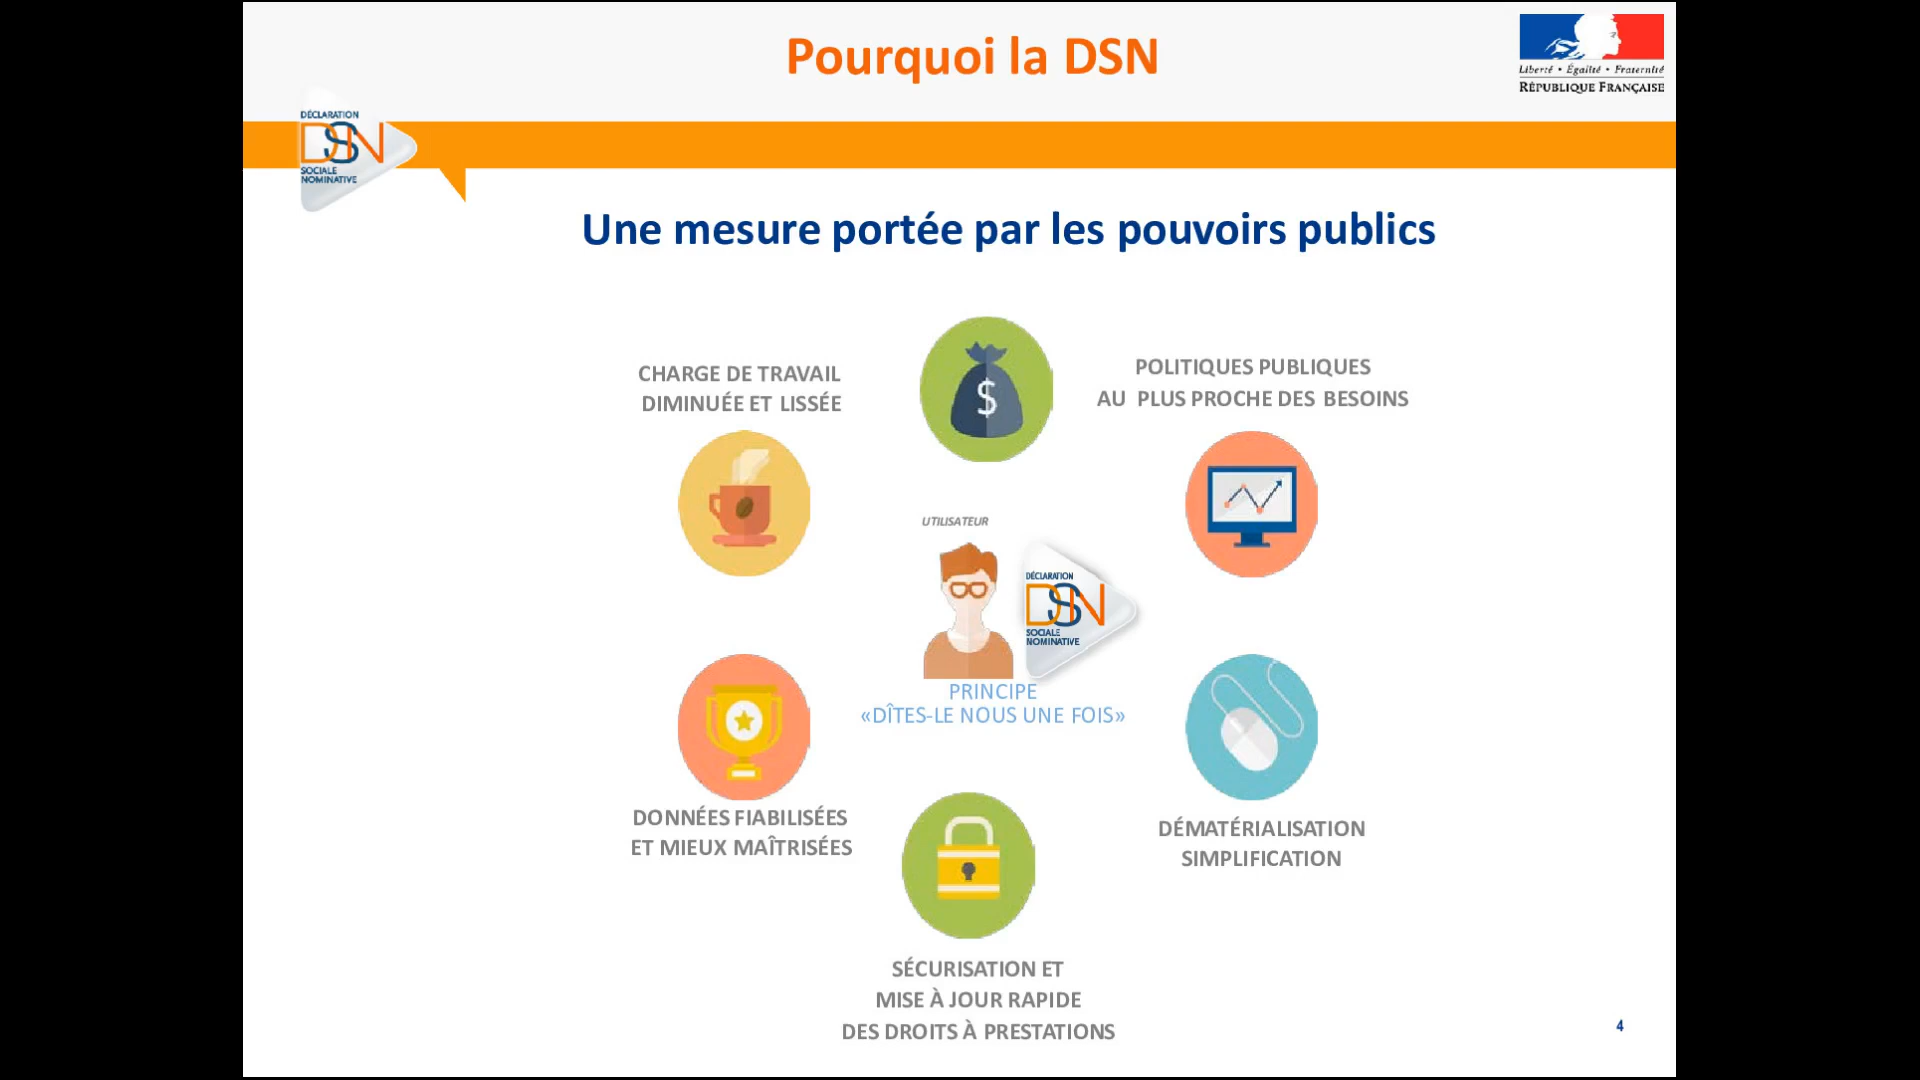 Pourquoi la DSN
Liberté • Égalité • Fraternité
RÉPUBLIQUE FRANÇAISE
DÉCLARATION
DSN
SOCIALE
NOMINATIVE
Une mesure portée par les pouvoirs publics
CHARGE DE TRAVAIL
DIMINUÉE ET LISSÉE
$
POLITIQUES PUBLIQUES
AU PLUS PROCHE DES BESOINS
UTILISATEUR
DÉCLARATION
DSN
SOCIALE
NOMINATIVE
PRINCIPE
«DÎTES-LE NOUS UNE FOIS»
DONNÉES FIABILISÉES
ET MIEUX MAÎTRISÉES
DÉMATÉRIALISATION
SIMPLIFICATION
SÉCURISATION ET
MISE À JOUR RAPIDE
DES DROITS À PRESTATIONS
4